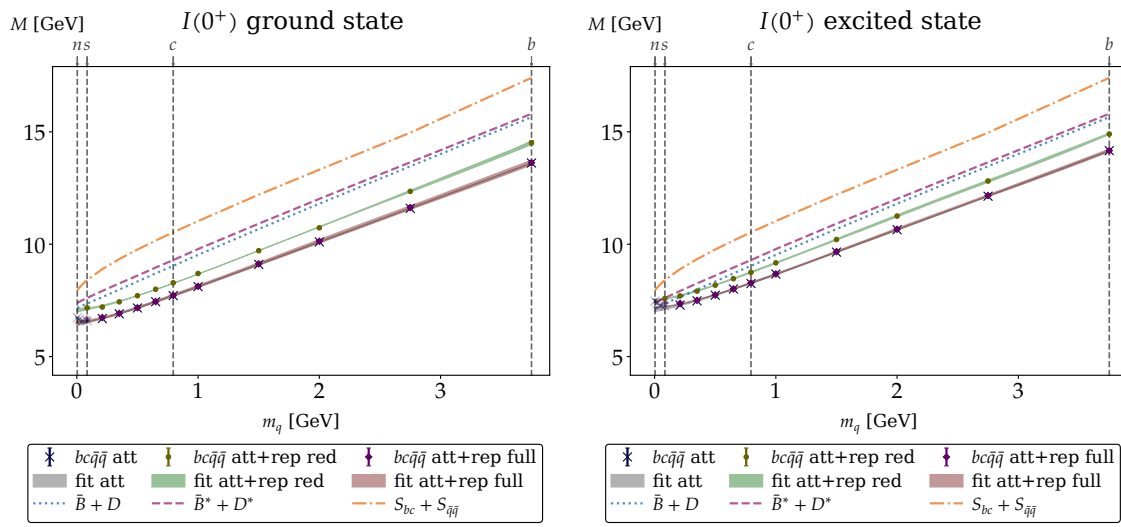 I(0⁺) ground state
M [GeV]
n s c b
15
10
5
0 1 2 3
m_q [GeV]
bcq̄q̄ att bcq̄q̄ att+rep red bcq̄q̄ att+rep full
fit att fit att+rep red fit att+rep full
B̄ + D B̄* + D* S_bc + S_q̄q̄
I(0⁺) excited state
M [GeV]
n s c b
15
10
5
0 1 2 3
m_q [GeV]
bcq̄q̄ att bcq̄q̄ att+rep red bcq̄q̄ att+rep full
fit att fit att+rep red fit att+rep full
B̄ + D B̄* + D* S_bc + S_q̄q̄